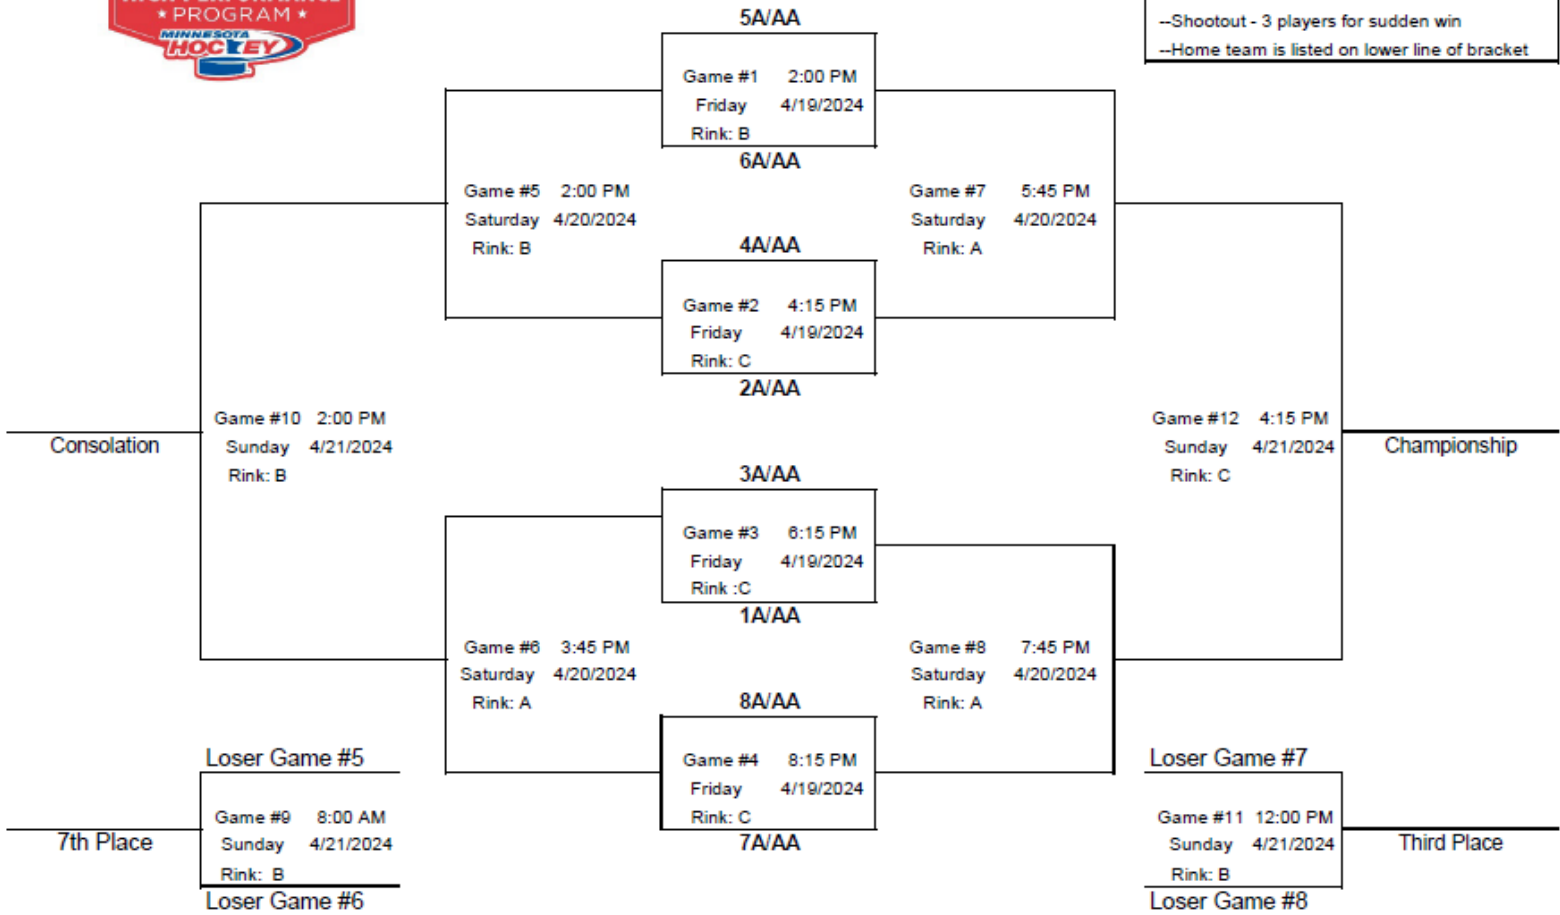 ★ PROGRAM ★
MINNESOTA
HOCKEY
--Shootout - 3 players for sudden win
--Home team is listed on lower line of bracket
5A/AA
Game #1 2:00 PM
Friday 4/19/2024
Rink: B
6A/AA
Game #5 2:00 PM
Saturday 4/20/2024
Rink: B
Game #7 5:45 PM
Saturday 4/20/2024
Rink: A
4A/AA
Game #2 4:15 PM
Friday 4/19/2024
Rink: C
2A/AA
Game #10 2:00 PM
Sunday 4/21/2024
Rink: B
Consolation
Game #12 4:15 PM
Sunday 4/21/2024
Rink: C
Championship
3A/AA
Game #3 6:15 PM
Friday 4/19/2024
Rink :C
1A/AA
Game #6 3:45 PM
Saturday 4/20/2024
Rink: A
Game #8 7:45 PM
Saturday 4/20/2024
Rink: A
8A/AA
Game #4 8:15 PM
Friday 4/19/2024
Rink: C
7A/AA
Loser Game #5
Game #9 8:00 AM
Sunday 4/21/2024
Rink: B
Loser Game #6
7th Place
Loser Game #7
Game #11 12:00 PM
Sunday 4/21/2024
Rink: B
Loser Game #8
Third Place